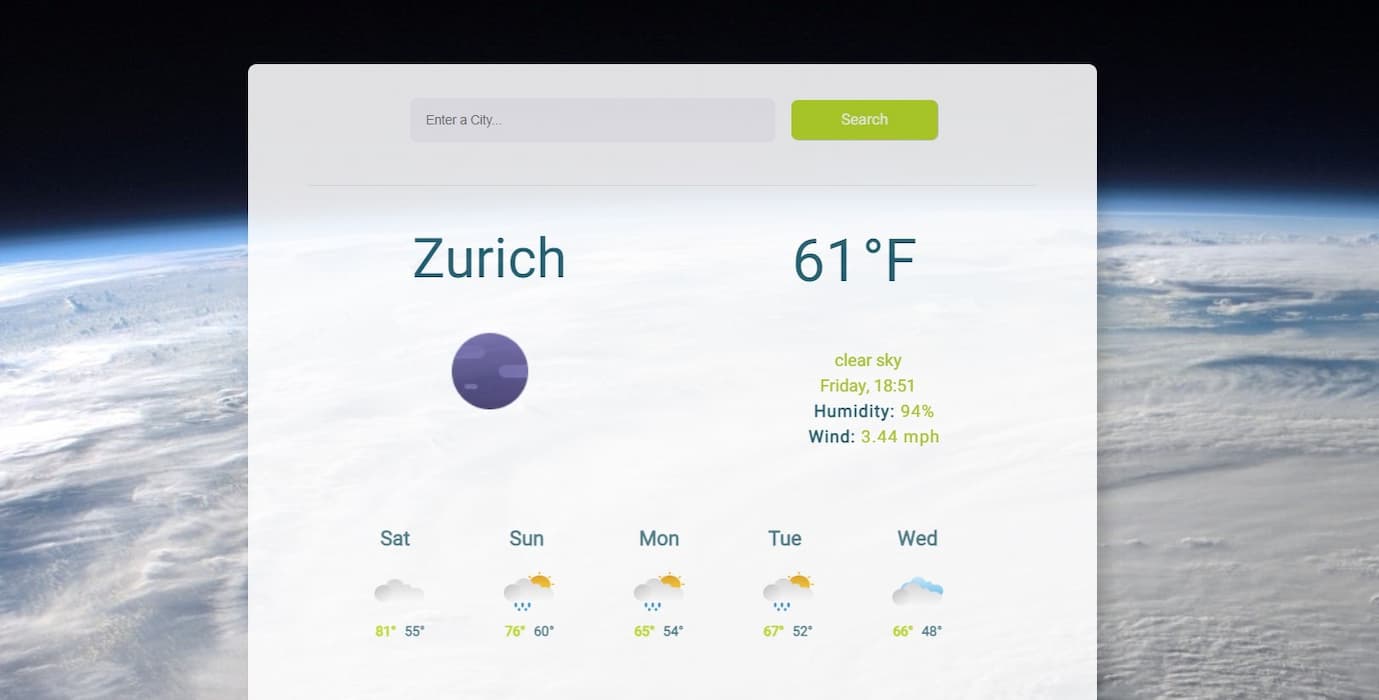 Enter a City...
Search
Zurich
61°F
clear sky
Friday, 18:51
Humidity: 94%
Wind: 3.44 mph
Sat Sun Mon Tue Wed
81° 55° 76° 60° 65° 54° 67° 52° 66° 48°